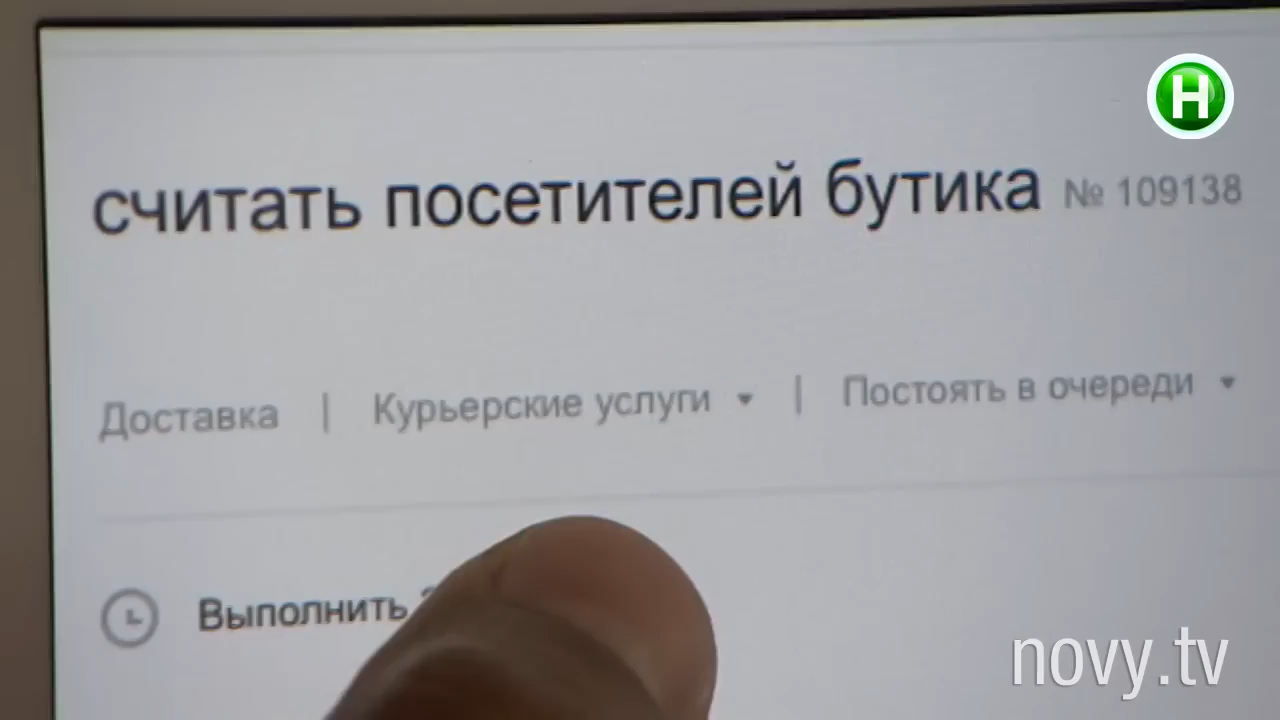 Н
считать посетителей бутика № 109138
Доставка | Курьерские услуги | Постоять в очереди
Выполнить
novy.tv